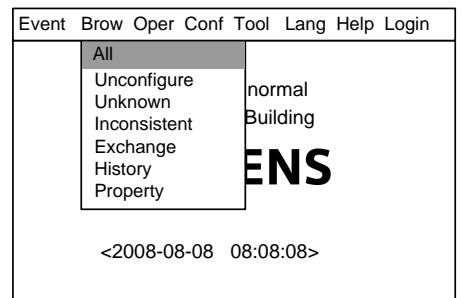 Event Brow Oper Conf Tool Lang Help Login
All
Unconfigure
normal
Unknown
Building
Inconsistent
Exchange
ENS
History
Property
<2008-08-08 08:08:08>